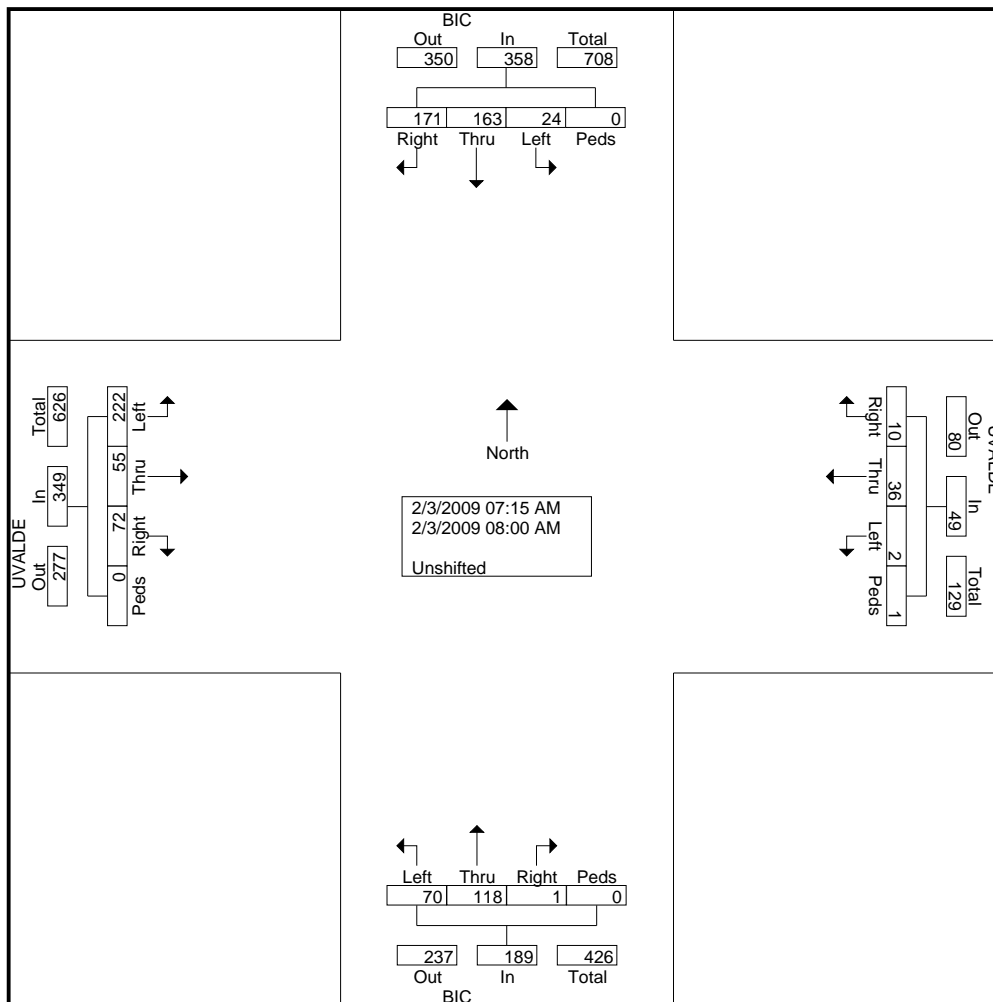 BIC
Out In Total
350 358 708
171 163 24 0
Right Thru Left Peds
UVALDE
Total In Out
626 349 277
222 55 72 0
Left Thru Right Peds
North
2/3/2009 07:15 AM
2/3/2009 08:00 AM
Unshifted
Right Thru Left Peds
10 36 2 1
80 49 129
Out In Total
UVALDE
Left Thru Right Peds
70 118 1 0
237 189 426
Out In Total
BIC